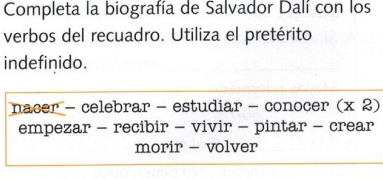 Completa la biografía de Salvador Dalí con los
verbos del recuadro. Utiliza el pretérito
indefinido.
nacer – celebrar – estudiar – conocer (x 2)
empezar – recibir – vivir – pintar – crear
morir – volver